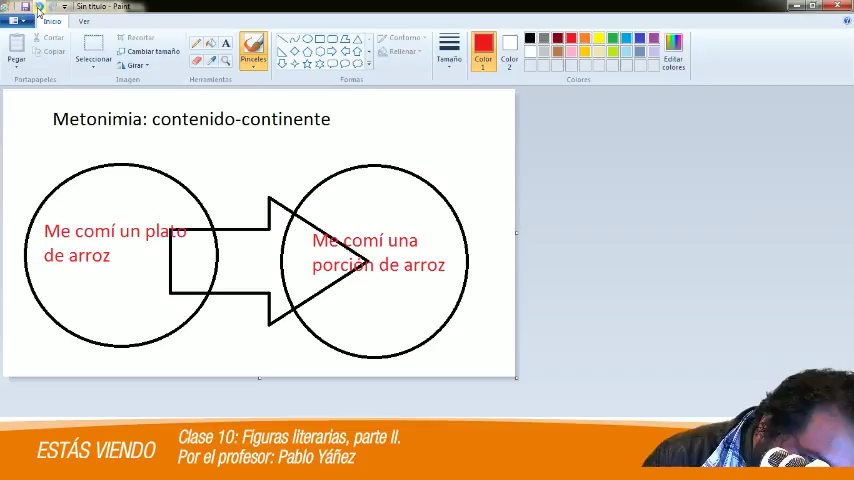 Sin título - Paint
Inicio
Ver
Pegar
Cortar
Copiar
Portapapeles
Seleccionar
Recortar
Cambiar tamaño
Girar
Imagen
Herramientas
Pinceles
Formas
Contorno
Rellenar
Tamaño
Color
1
Color
2
Colores
Editar
colores
Metonimia: contenido-continente
Me comí un plato
de arroz
Me comí una
porción de arroz
ESTÁS VIENDO
Clase 10: Figuras literarias, parte II.
Por el profesor: Pablo Yáñez